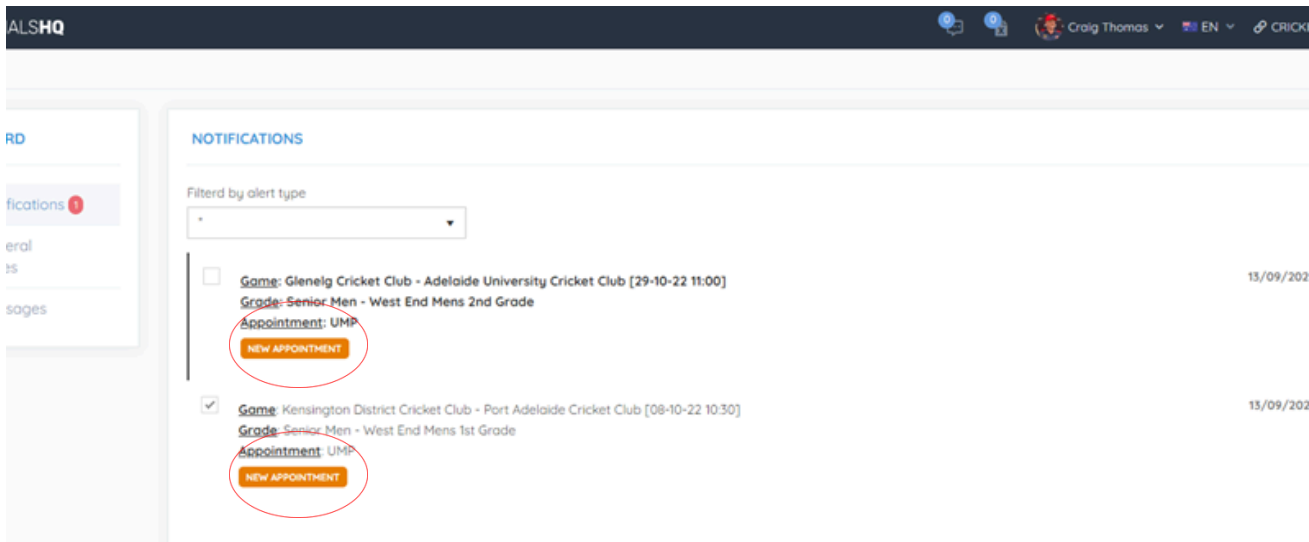 IALSHQ
0
0
Craig Thomas
EN
CRICK
RD
fications 1
eral
es
sages
NOTIFICATIONS
Filterd by alert type
*
Game: Glenelg Cricket Club - Adelaide University Cricket Club [29-10-22 11:00]
13/09/202
Grade: Senior Men - West End Mens 2nd Grade
Appointment: UMP
NEW APPOINTMENT
Game: Kensington District Cricket Club - Port Adelaide Cricket Club [08-10-22 10:30]
13/09/202
Grade: Senior Men - West End Mens 1st Grade
Appointment: UMP
NEW APPOINTMENT